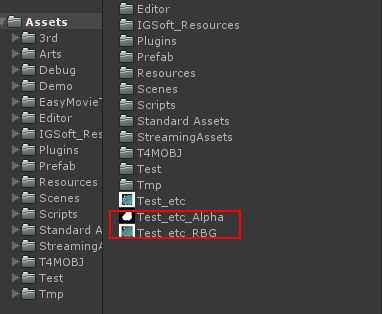 Assets
3rd
Arts
Debug
Demo
EasyMovieT
Editor
IGSoft_Res
Plugins
Prefab
Resources
Scenes
Scripts
Standard A
StreamingA
T4MOBJ
Test
Tmp
Editor
IGSoft_Resources
Plugins
Prefab
Resources
Scenes
Scripts
Standard Assets
StreamingAssets
T4MOBJ
Test
Tmp
Test_etc
Test_etc_Alpha
Test_etc_RBG